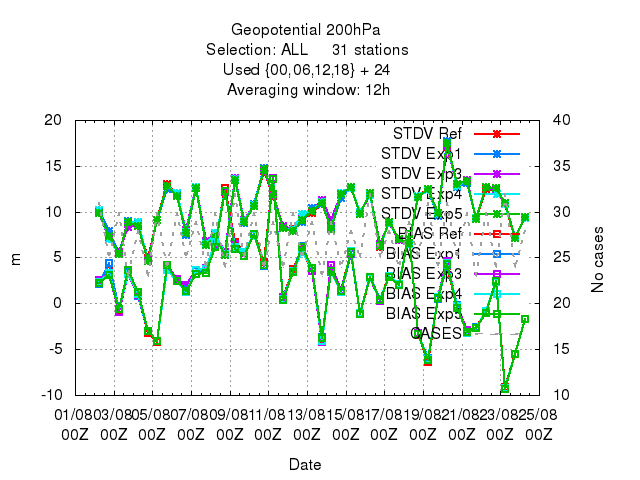 Geopotential 200hPa
Selection: ALL 31 stations
Used {00,06,12,18} + 24
Averaging window: 12h
20 15 10 5 0 -5 -10
m
40 35 30 25 20 15 10
No cases
STDV Ref
STDV Exp1
STDV Exp3
STDV Exp4
STDV Exp5
BIAS Ref
BIAS Exp1
BIAS Exp3
BIAS Exp4
BIAS Exp5
CASES
01/08 03/08 05/08 07/08 09/08 11/08 13/08 15/08 17/08 19/08 21/08 23/08 25/08
00Z 00Z 00Z 00Z 00Z 00Z 00Z 00Z 00Z 00Z 00Z 00Z 00Z
Date